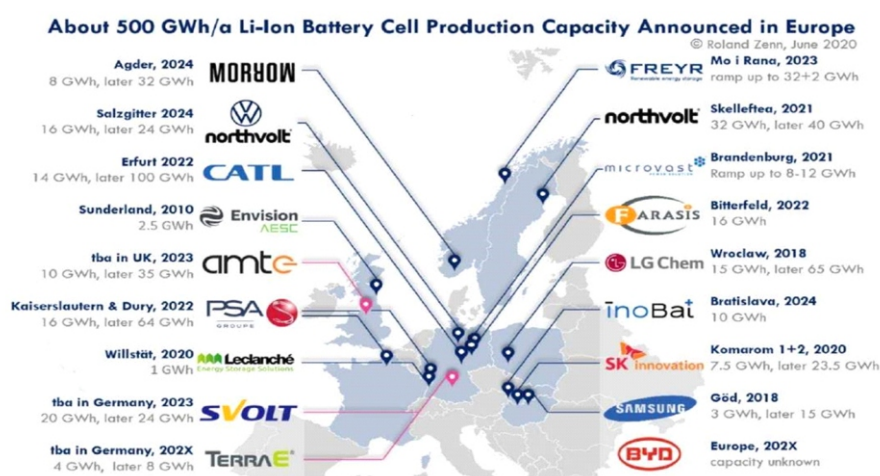 About 500 GWh/a Li-Ion Battery Cell Production Capacity Announced in Europe
© Roland Zenn, June 2020
Agder, 2024
8 GWh, later 32 GWh
MORROW
Salzgitter 2024
16 GWh, later 24 GWh
northvolt
Erfurt 2022
14 GWh, later 100 GWh
CATL
Sunderland, 2010
2.5 GWh
Envision
AESC
tba in UK, 2023
10 GWh, later 35 GWh
amte
Kaiserslautern & Dury, 2022
16 GWh, later 64 GWh
PSA
GROUPE
Willstät, 2020
1 GWh
Leclanché
Energy Storage Solutions
tba in Germany, 2023
20 GWh, later 24 GWh
SVOLT
tba in Germany, 202X
4 GWh, later 8 GWh
TERRAE
FREYR
Renewable energy storage
Mo i Rana, 2023
ramp up to 32+2 GWh
northvolt
Skelleftea, 2021
32 GWh, later 40 GWh
microvast
Brandenburg, 2021
Ramp up to 8-12 GWh
FARASIS
Bitterfeld, 2022
16 GWh
LG Chem
Wroclaw, 2018
15 GWh, later 65 GWh
inoBat
Bratislava, 2024
10 GWh
SK innovation
Komarom 1+2, 2020
7.5 GWh, later 23.5 GWh
SAMSUNG
Göd, 2018
3 GWh, later 15 GWh
BYD
Europe, 202X
capacity unknown